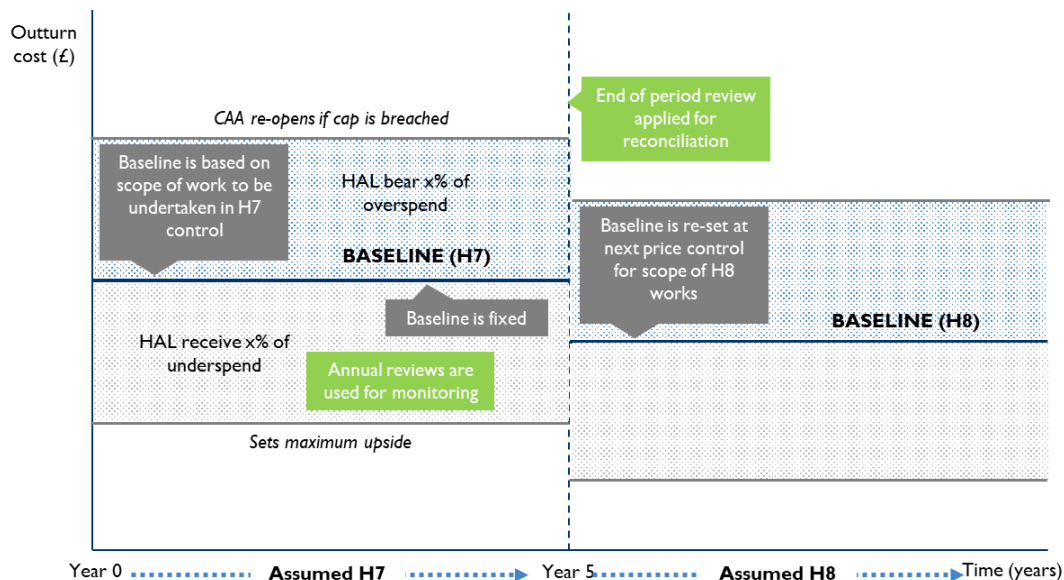 Outturn
cost (£)
CAA re-opens if cap is breached
End of period review
applied for
reconciliation
Baseline is based on
scope of work to be
undertaken in H7
control
HAL bear x% of
overspend
BASELINE (H7)
Baseline is re-set at
next price control
for scope of H8
works
Baseline is fixed
BASELINE (H8)
HAL receive x% of
underspend
Annual reviews are
used for monitoring
Sets maximum upside
Year 0
Assumed H7
Year 5
Assumed H8
Time (years)